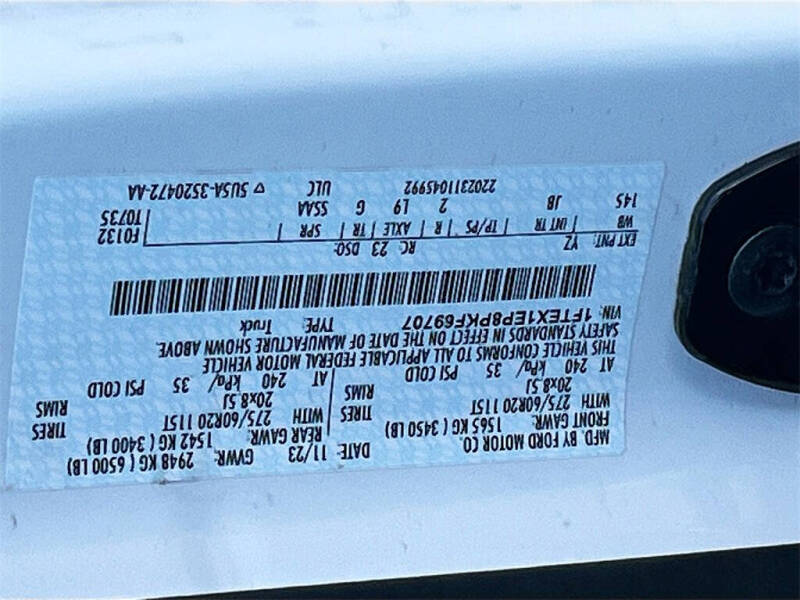 MFD. BY FORD MOTOR CO.
DATE: 11/23 GVWR: 2948 KG ( 6500 LB)
FRONT GAWR: REAR GAWR:
1565 KG ( 3450 LB) 1542 KG ( 3400 LB)
WITH 275/60R20 115T TIRES WITH 275/60R20 115T TIRES
20x8.5J RIMS 20x8.5J RIMS
AT 240 kPa/ 35 PSI COLD AT 240 kPa/ 35 PSI COLD
THIS VEHICLE CONFORMS TO ALL APPLICABLE FEDERAL MOTOR VEHICLE
SAFETY STANDARDS IN EFFECT ON THE DATE OF MANUFACTURE SHOWN ABOVE.
VIN: 1FTEX1EP8PKF69707 TYPE: Truck
EXT PNT: YZ RC: 23 DSO: F0132
WB | INT TR | TP/PS | R | AXLE | TR | SPR T0735
145 JB 2 L9 G SSAA
220231104S992 ULC ▽ 5U5A-3520472-AA